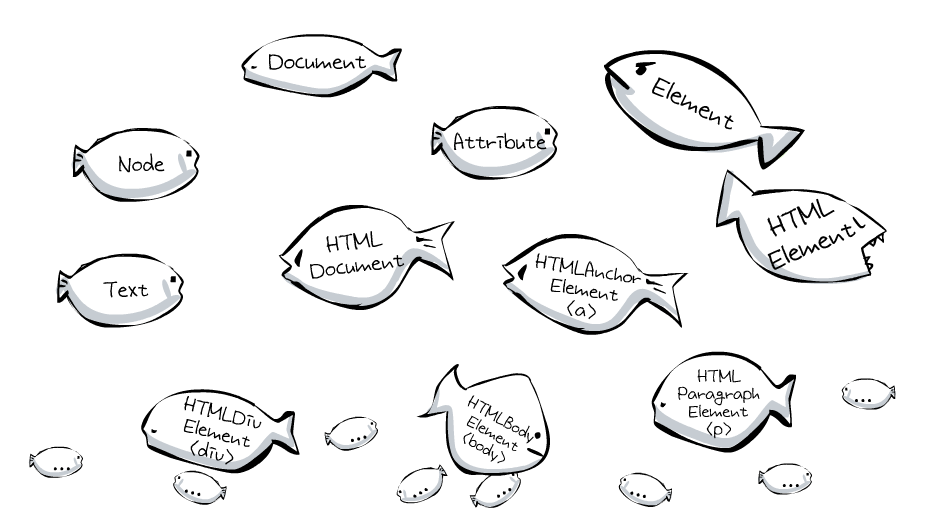 Document
Element
Attribute
Node
HTML
Element
HTML
Document
HTMLAnchor
Element
<a>
Text
HTML
Paragraph
Element
<p>
HTMLDiv
Element
<div>
HTMLBody
Element
<body>
...
...
...
...
...
...
...
...